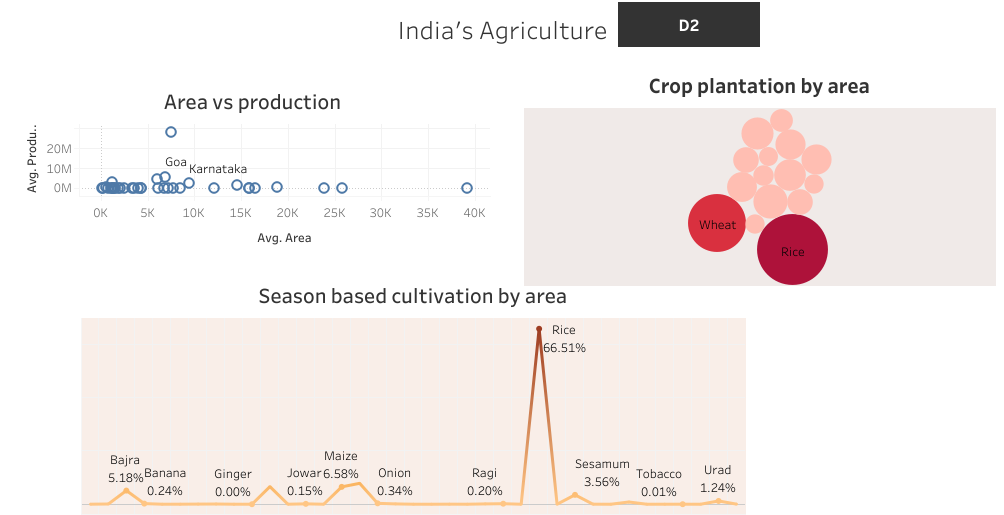 India's Agriculture
D2
Area vs production
Crop plantation by area
Avg. Produ..
20M
10M
0M
Goa
Karnataka
0K 5K 10K 15K 20K 25K 30K 35K 40K
Avg. Area
Wheat
Rice
Season based cultivation by area
Rice
66.51%
Bajra
5.18%
Banana
0.24%
Ginger
0.00%
Jowar
0.15%
Maize
6.58%
Onion
0.34%
Ragi
0.20%
Sesamum
3.56%
Tobacco
0.01%
Urad
1.24%